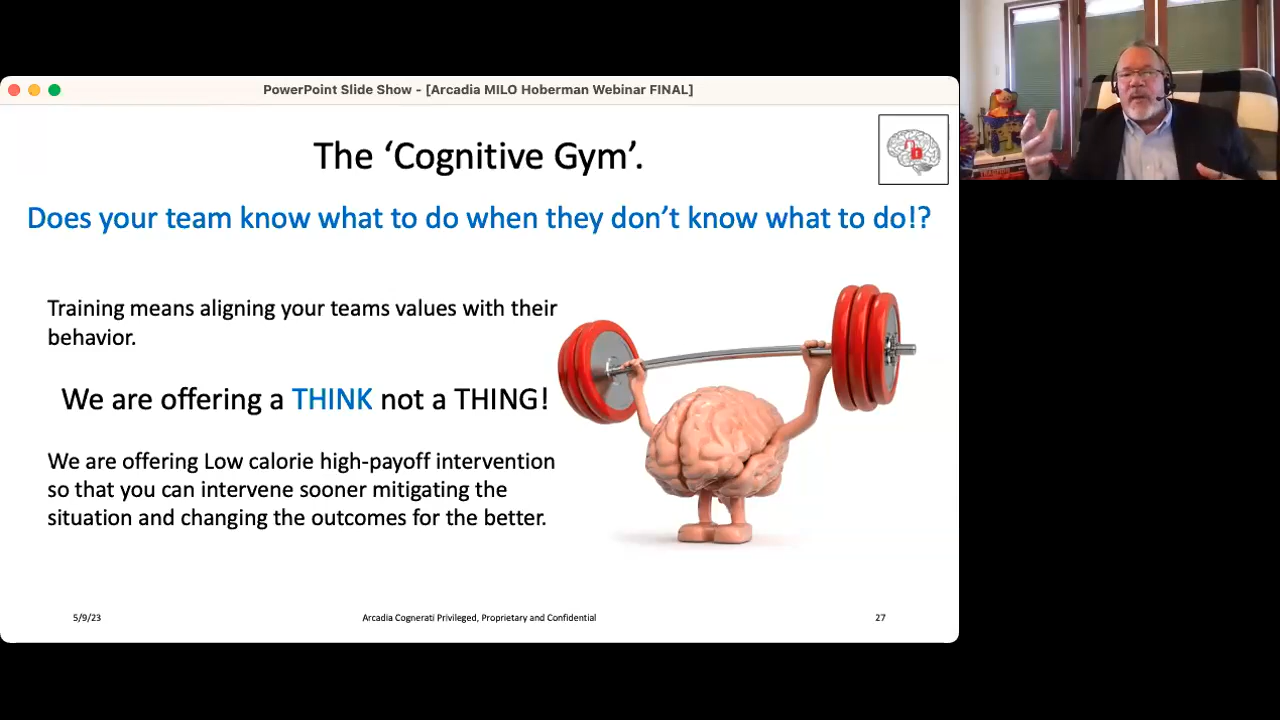 PowerPoint Slide Show - [Arcadia MILO Hoberman Webinar FINAL]
The ‘Cognitive Gym’.
Does your team know what to do when they don’t know what to do!?
Training means aligning your teams values with their
behavior.
We are offering a THINK not a THING!
We are offering Low calorie high-payoff intervention
so that you can intervene sooner mitigating the
situation and changing the outcomes for the better.
5/9/23
Arcadia Cognerati Privileged, Proprietary and Confidential
27